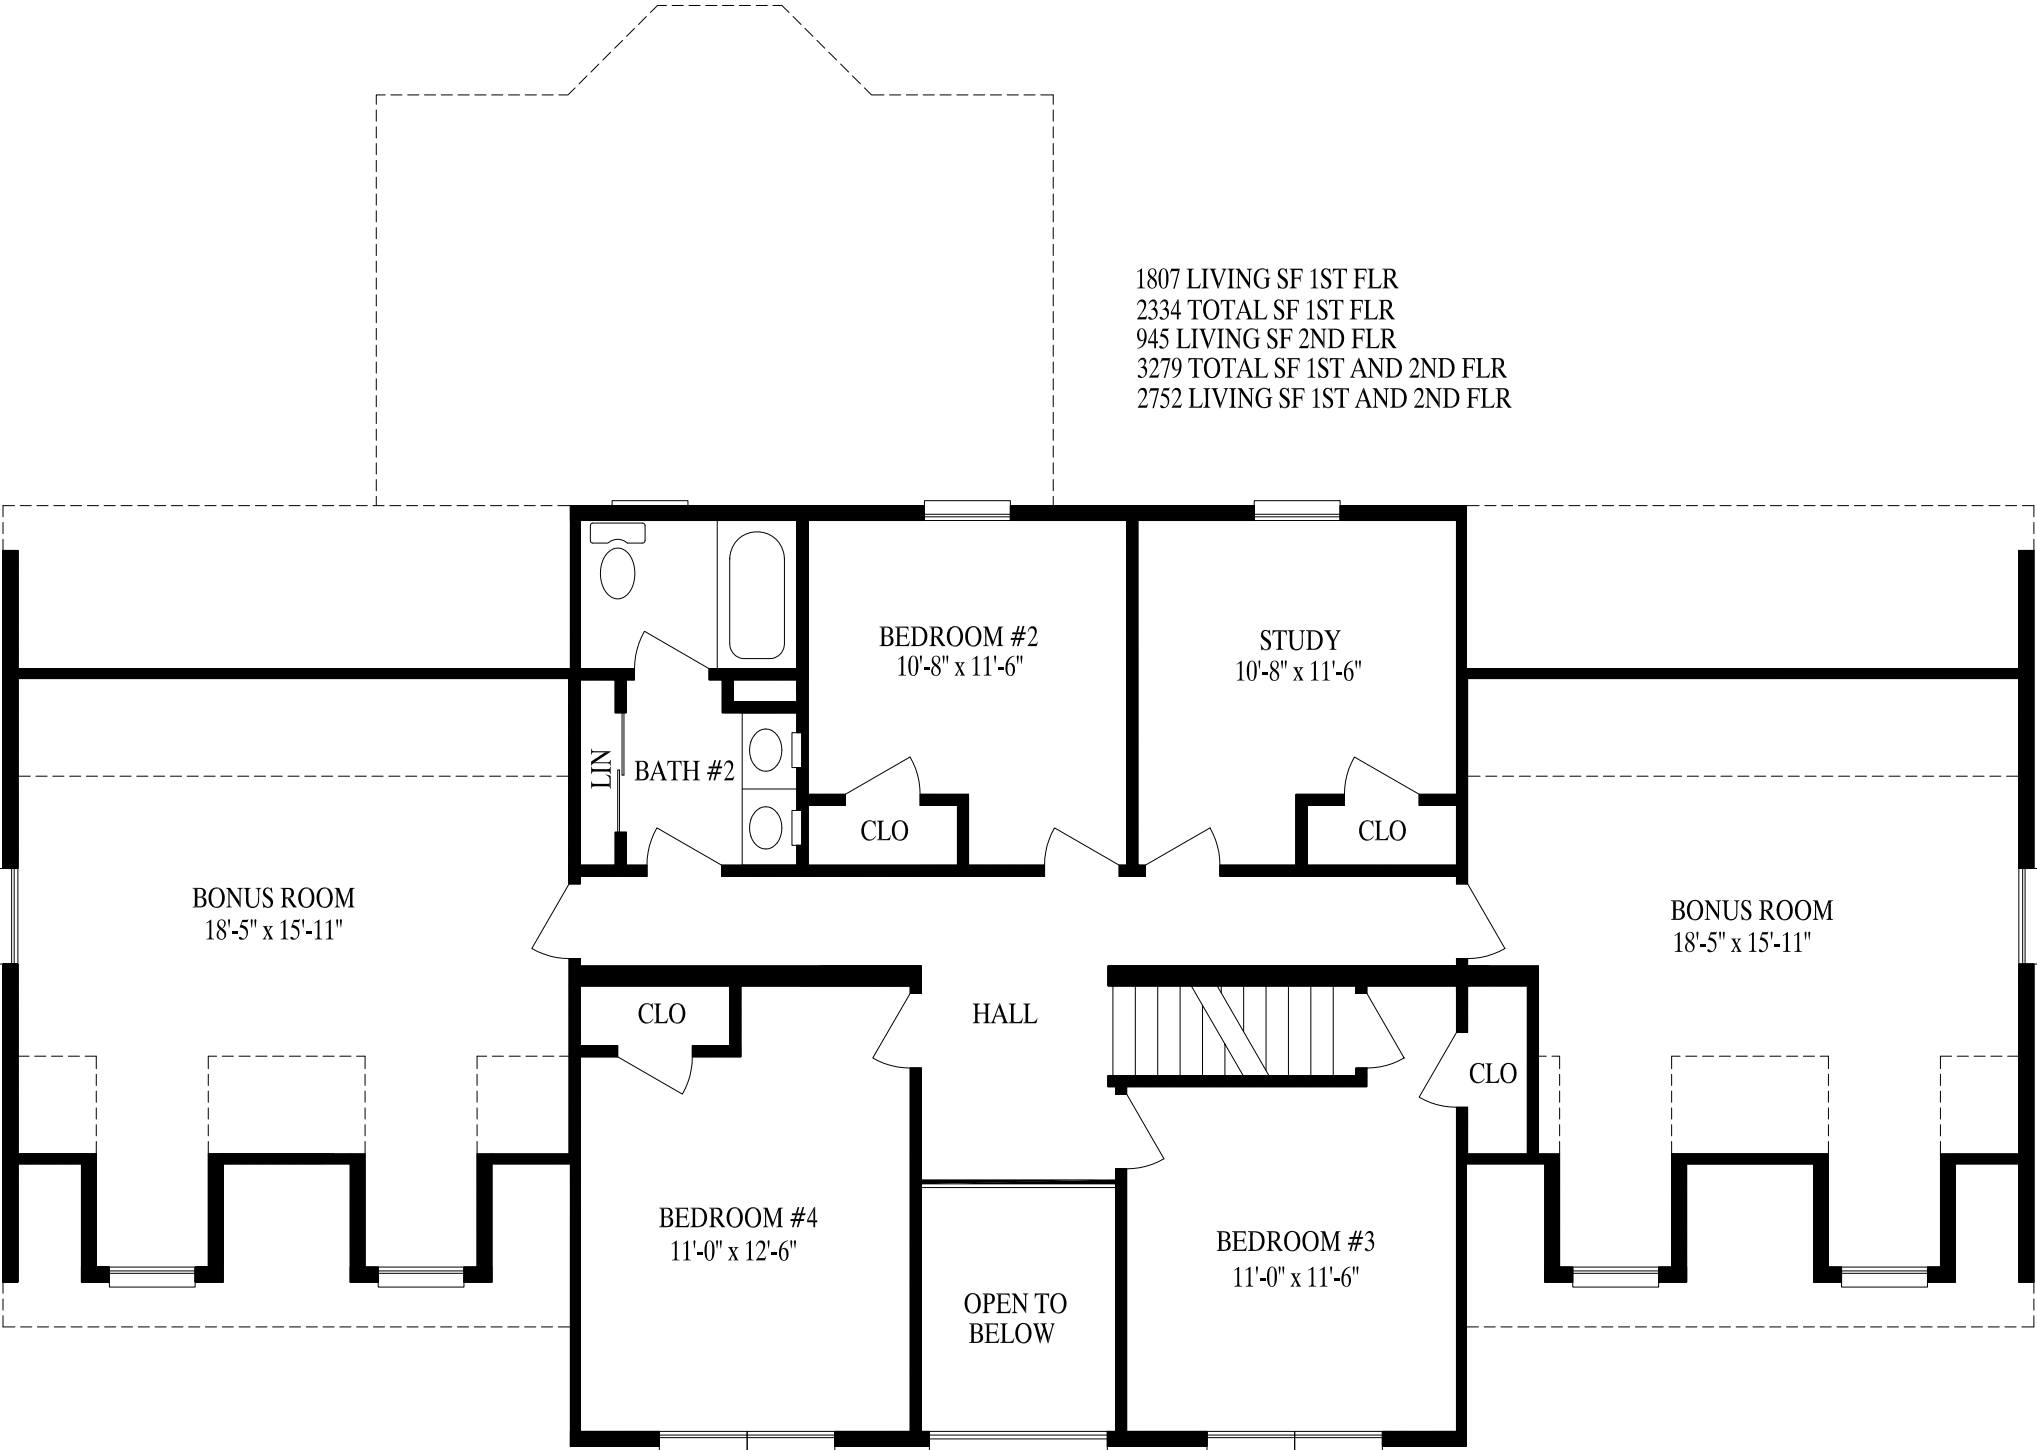 1807 LIVING SF 1ST FLR
2334 TOTAL SF 1ST FLR
945 LIVING SF 2ND FLR
3279 TOTAL SF 1ST AND 2ND FLR
2752 LIVING SF 1ST AND 2ND FLR
BEDROOM #2
10'-8" x 11'-6"
STUDY
10'-8" x 11'-6"
LIN
BATH #2
CLO
CLO
BONUS ROOM
18'-5" x 15'-11"
BONUS ROOM
18'-5" x 15'-11"
CLO
HALL
CLO
BEDROOM #4
11'-0" x 12'-6"
BEDROOM #3
11'-0" x 11'-6"
OPEN TO
BELOW